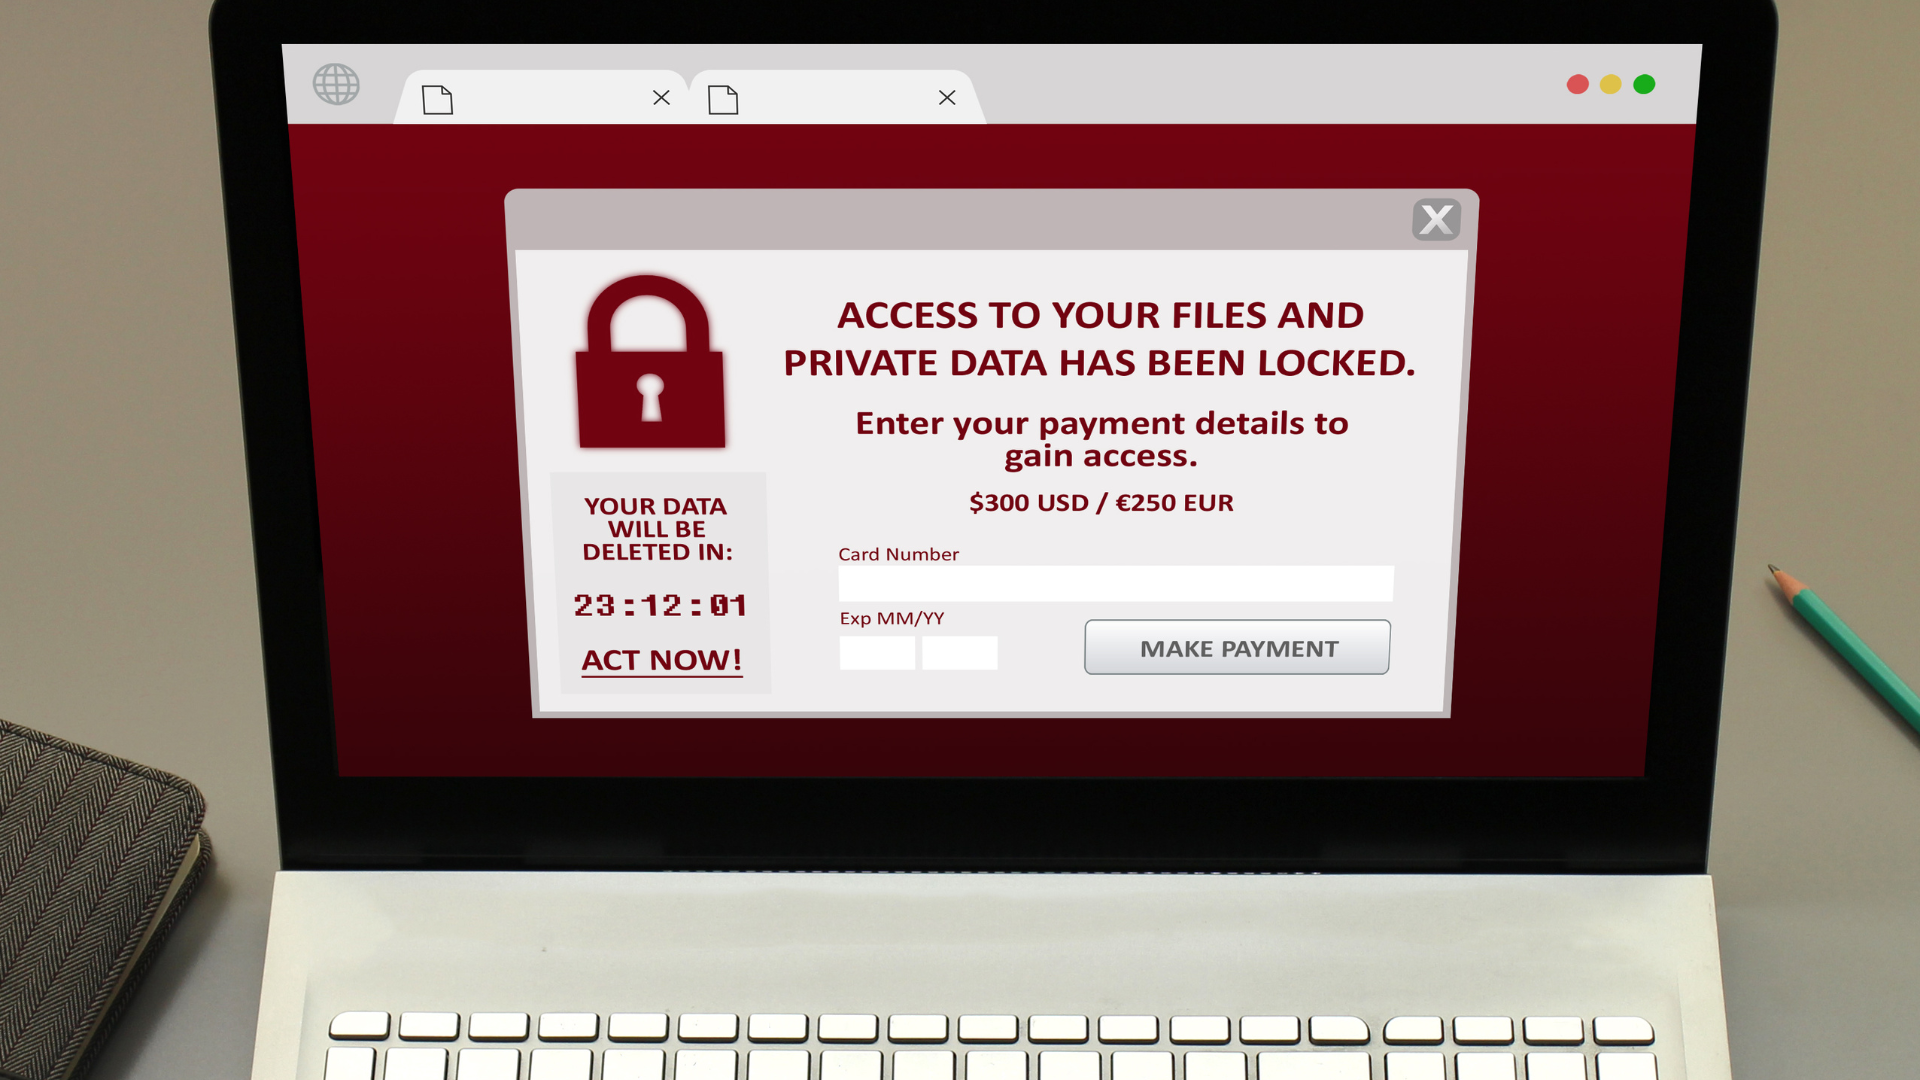 X
ACCESS TO YOUR FILES AND
PRIVATE DATA HAS BEEN LOCKED.
Enter your payment details to
gain access.
$300 USD / €250 EUR
YOUR DATA
WILL BE
DELETED IN:
23:12:01
ACT NOW!
Card Number
Exp MM/YY
MAKE PAYMENT